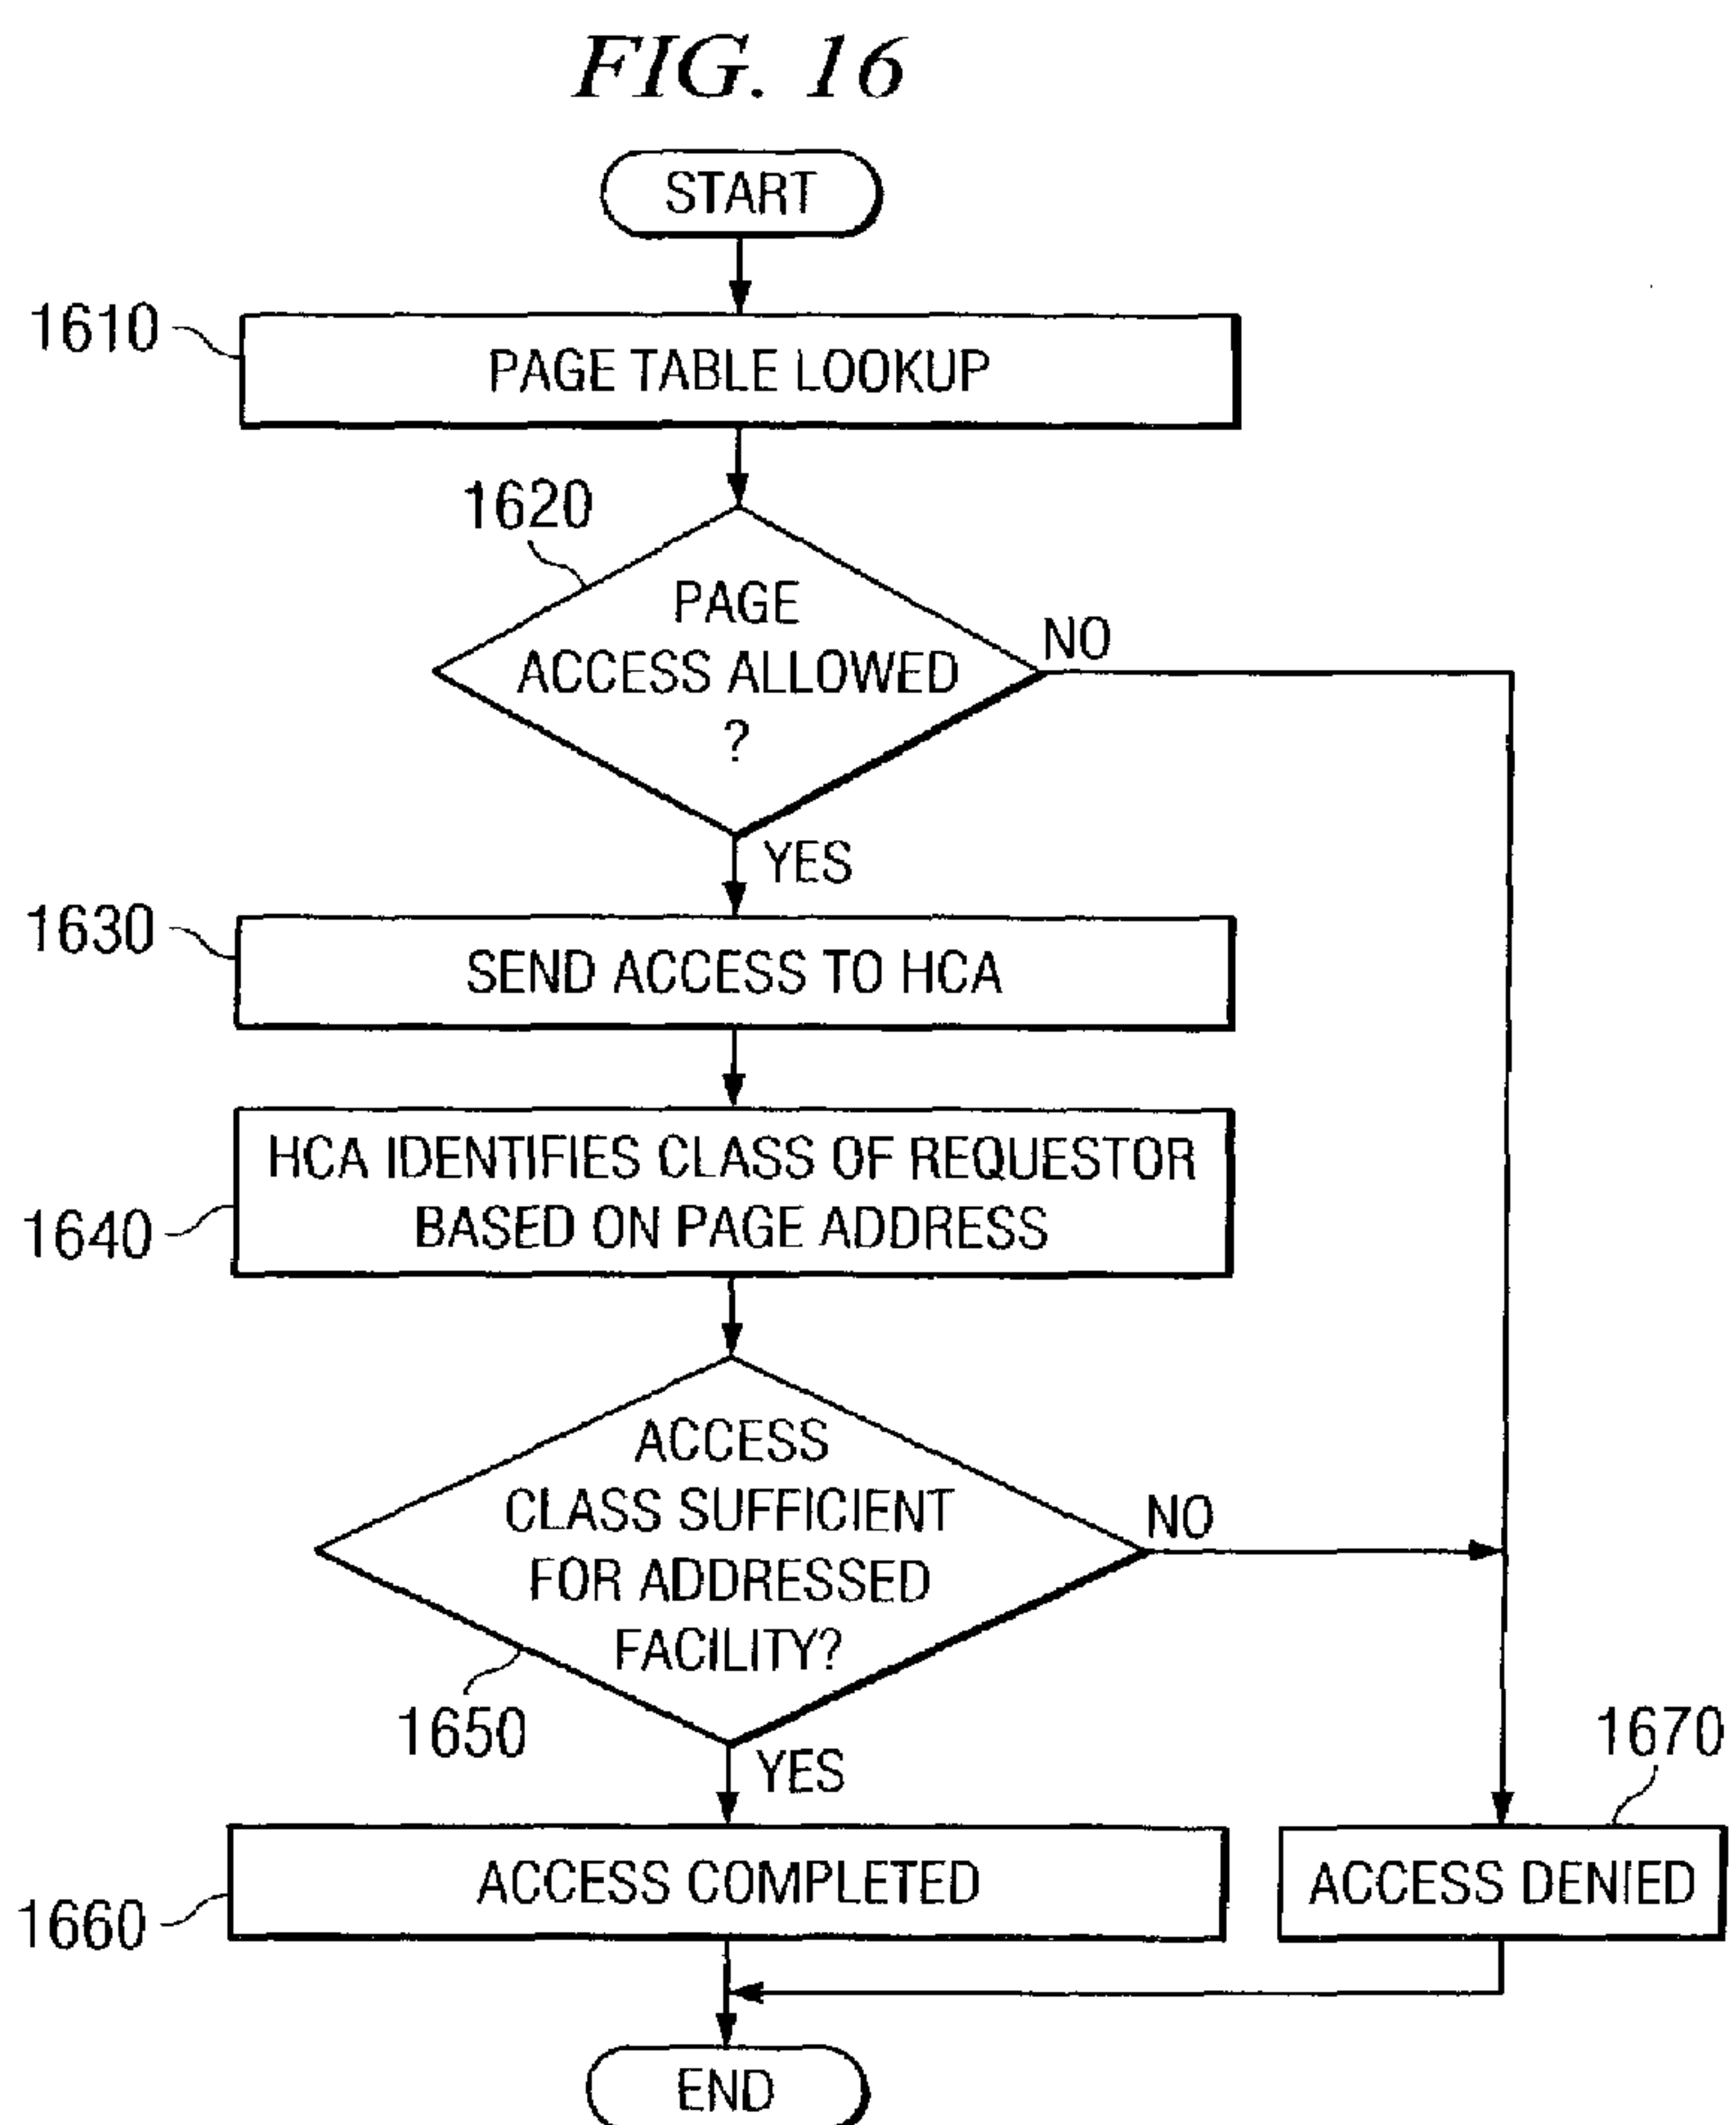 FIG. 16
START
1610
PAGE TABLE LOOKUP
1620
PAGE
ACCESS ALLOWED
?
NO
YES
1630
SEND ACCESS TO HCA
HCA IDENTIFIES CLASS OF REQUESTOR
BASED ON PAGE ADDRESS
1640
ACCESS
CLASS SUFFICIENT
FOR ADDRESSED
FACILITY?
NO
1650
YES
1670
ACCESS COMPLETED
ACCESS DENIED
1660
END